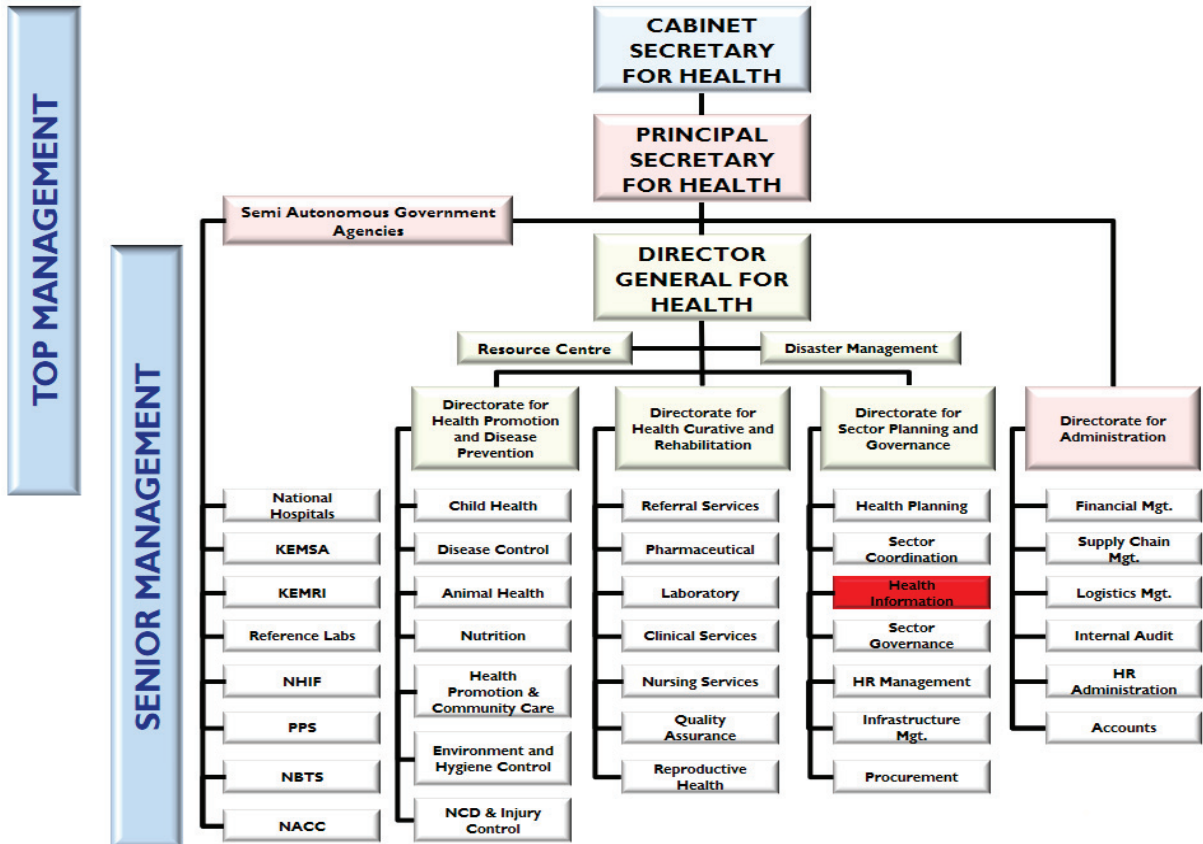 TOP MANAGEMENT
SENIOR MANAGEMENT
CABINET
SECRETARY
FOR HEALTH
PRINCIPAL
SECRETARY
FOR HEALTH
Semi Autonomous Government
Agencies
DIRECTOR
GENERAL FOR
HEALTH
Resource Centre
Disaster Management
Directorate for
Health Promotion
and Disease
Prevention
Directorate for
Health Curative and
Rehabilitation
Directorate for
Sector Planning and
Governance
Directorate for
Administration
National
Hospitals
KEMSA
KEMRI
Reference Labs
NHIF
PPS
NBTS
NACC
Child Health
Disease Control
Animal Health
Nutrition
Health
Promotion &
Community Care
Environment and
Hygiene Control
NCD & Injury
Control
Referral Services
Pharmaceutical
Laboratory
Clinical Services
Nursing Services
Quality
Assurance
Reproductive
Health
Health Planning
Sector
Coordination
Health
Information
Sector
Governance
HR Management
Infrastructure
Mgt.
Procurement
Financial Mgt.
Supply Chain
Mgt.
Logistics Mgt.
Internal Audit
HR
Administration
Accounts